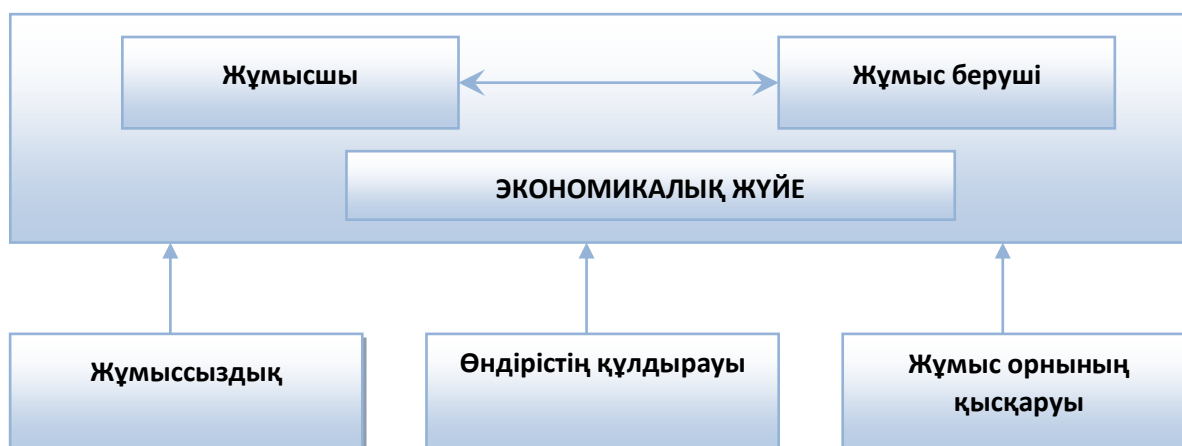 Жұмысшы
Жұмыс беруші
ЭКОНОМИКАЛЫҚ ЖҮЙЕ
Жұмыссыздық
Өндірістің құлдырауы
Жұмыс орнының
қысқаруы